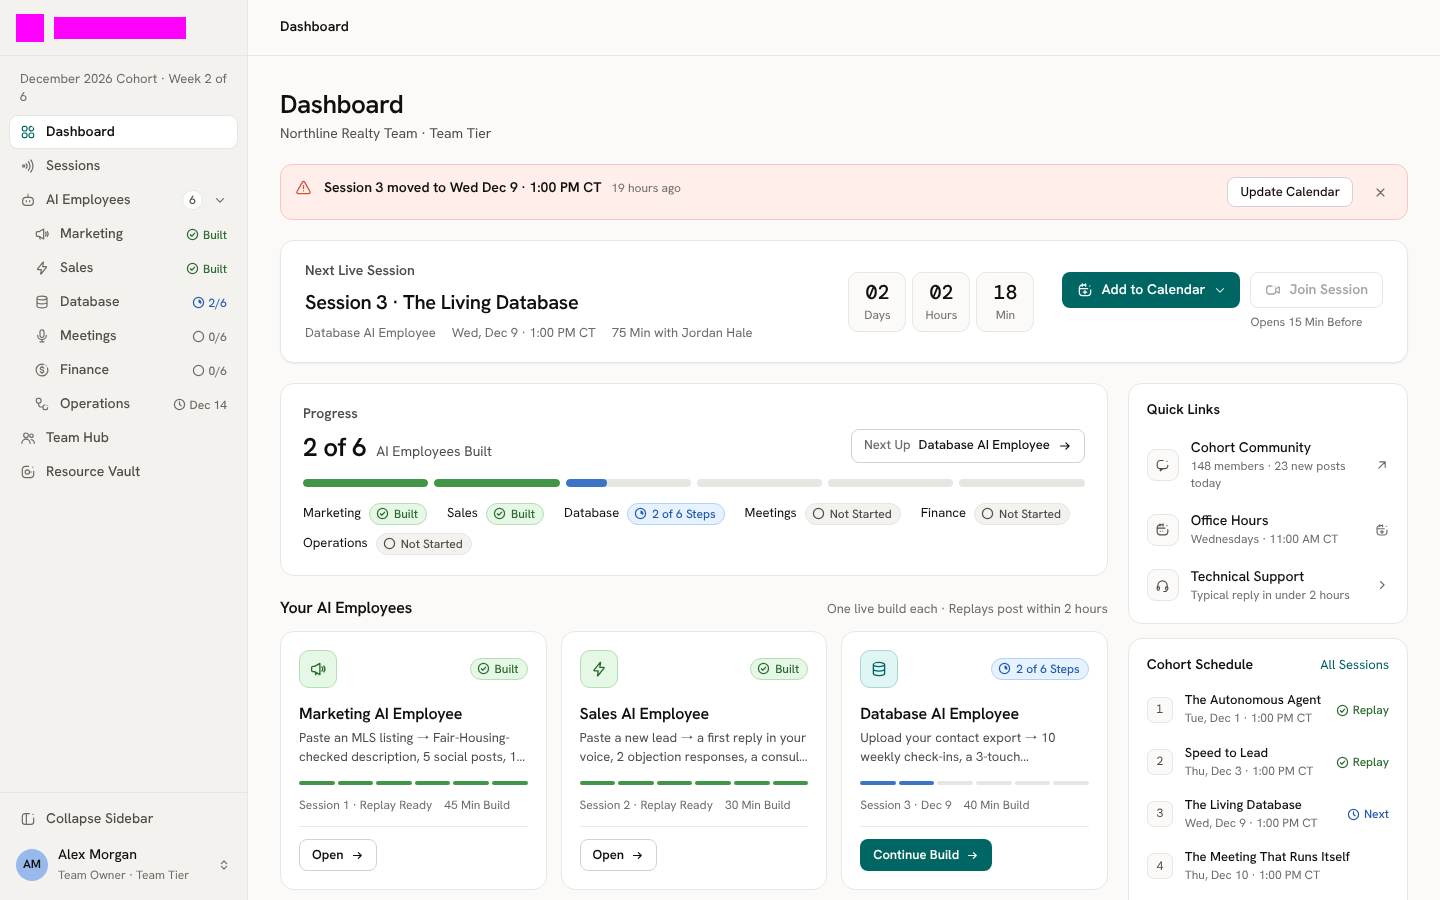 Dashboard
December 2026 Cohort · Week 2 of
6
Dashboard
Sessions
AI Employees 6
Marketing Built
Sales Built
Database 2/6
Meetings 0/6
Finance 0/6
Operations Dec 14
Team Hub
Resource Vault
Collapse Sidebar
AM Alex Morgan
Team Owner · Team Tier
Dashboard
Northline Realty Team · Team Tier
Session 3 moved to Wed Dec 9 · 1:00 PM CT 19 hours ago Update Calendar
Next Live Session
Session 3 · The Living Database
Database AI Employee Wed, Dec 9 · 1:00 PM CT 75 Min with Jordan Hale
02 02 18
Days Hours Min
Add to Calendar Join Session
Opens 15 Min Before
Progress
2 of 6 AI Employees Built
Next Up Database AI Employee →
Marketing Built Sales Built Database 2 of 6 Steps Meetings Not Started Finance Not Started
Operations Not Started
Your AI Employees One live build each · Replays post within 2 hours
Built
Marketing AI Employee
Paste an MLS listing → Fair-Housing-
checked description, 5 social posts, 1...
Session 1 · Replay Ready 45 Min Build
Open →
Built
Sales AI Employee
Paste a new lead → a first reply in your
voice, 2 objection responses, a consul...
Session 2 · Replay Ready 30 Min Build
Open →
2 of 6 Steps
Database AI Employee
Upload your contact export → 10
weekly check-ins, a 3-touch...
Session 3 · Dec 9 40 Min Build
Continue Build →
Quick Links
Cohort Community
148 members · 23 new posts
today
Office Hours
Wednesdays · 11:00 AM CT
Technical Support
Typical reply in under 2 hours
Cohort Schedule All Sessions
1 The Autonomous Agent
Tue, Dec 1 · 1:00 PM CT Replay
2 Speed to Lead
Thu, Dec 3 · 1:00 PM CT Replay
3 The Living Database
Wed, Dec 9 · 1:00 PM CT Next
4 The Meeting That Runs Itself
Thu, Dec 10 · 1:00 PM CT